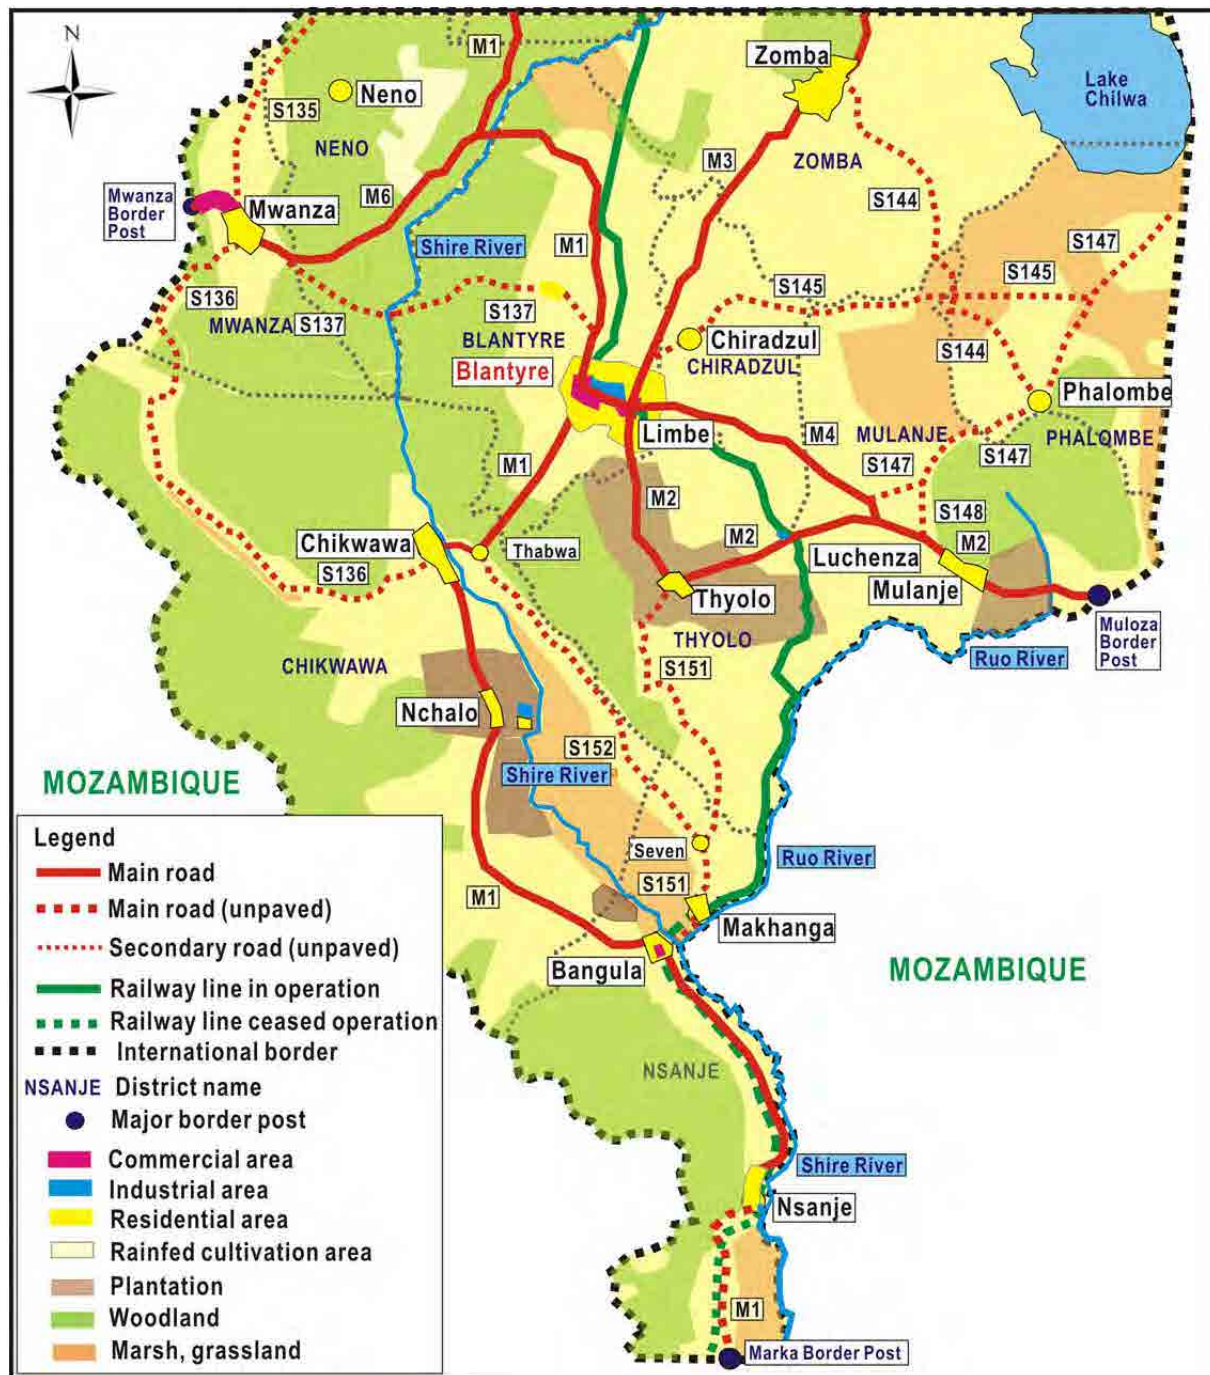 N
M1
Zomba
Lake
Chilwa
Neno
S135
NENO
M3
ZOMBA
Mwanza
Border
Post
Mwanza
M6
S144
Shire River
M1
S147
S145
S145
S136
MWANZA
S137
S137
BLANTYRE
Chiradzul
CHIRADZUL
S144
Blantyre
Phalombe
Limbe
M4
MULANJE
PHALOMBE
M1
S147
S147
M2
S148
Chikwawa
Thabwa
M2
Luchenza
M2
S136
Thyolo
Mulanje
Muloza
Border
Post
THYOLO
CHIKWAWA
S151
Ruo River
Nchalo
S152
MOZAMBIQUE
Shire River
Seven
Ruo River
S151
M1
Makhanga
Bangula
MOZAMBIQUE
NSANJE
Shire River
Nsanje
M1
Marka Border Post
Legend
Main road
Main road (unpaved)
Secondary road (unpaved)
Railway line in operation
Railway line ceased operation
International border
NSANJE District name
Major border post
Commercial area
Industrial area
Residential area
Rainfed cultivation area
Plantation
Woodland
Marsh, grassland